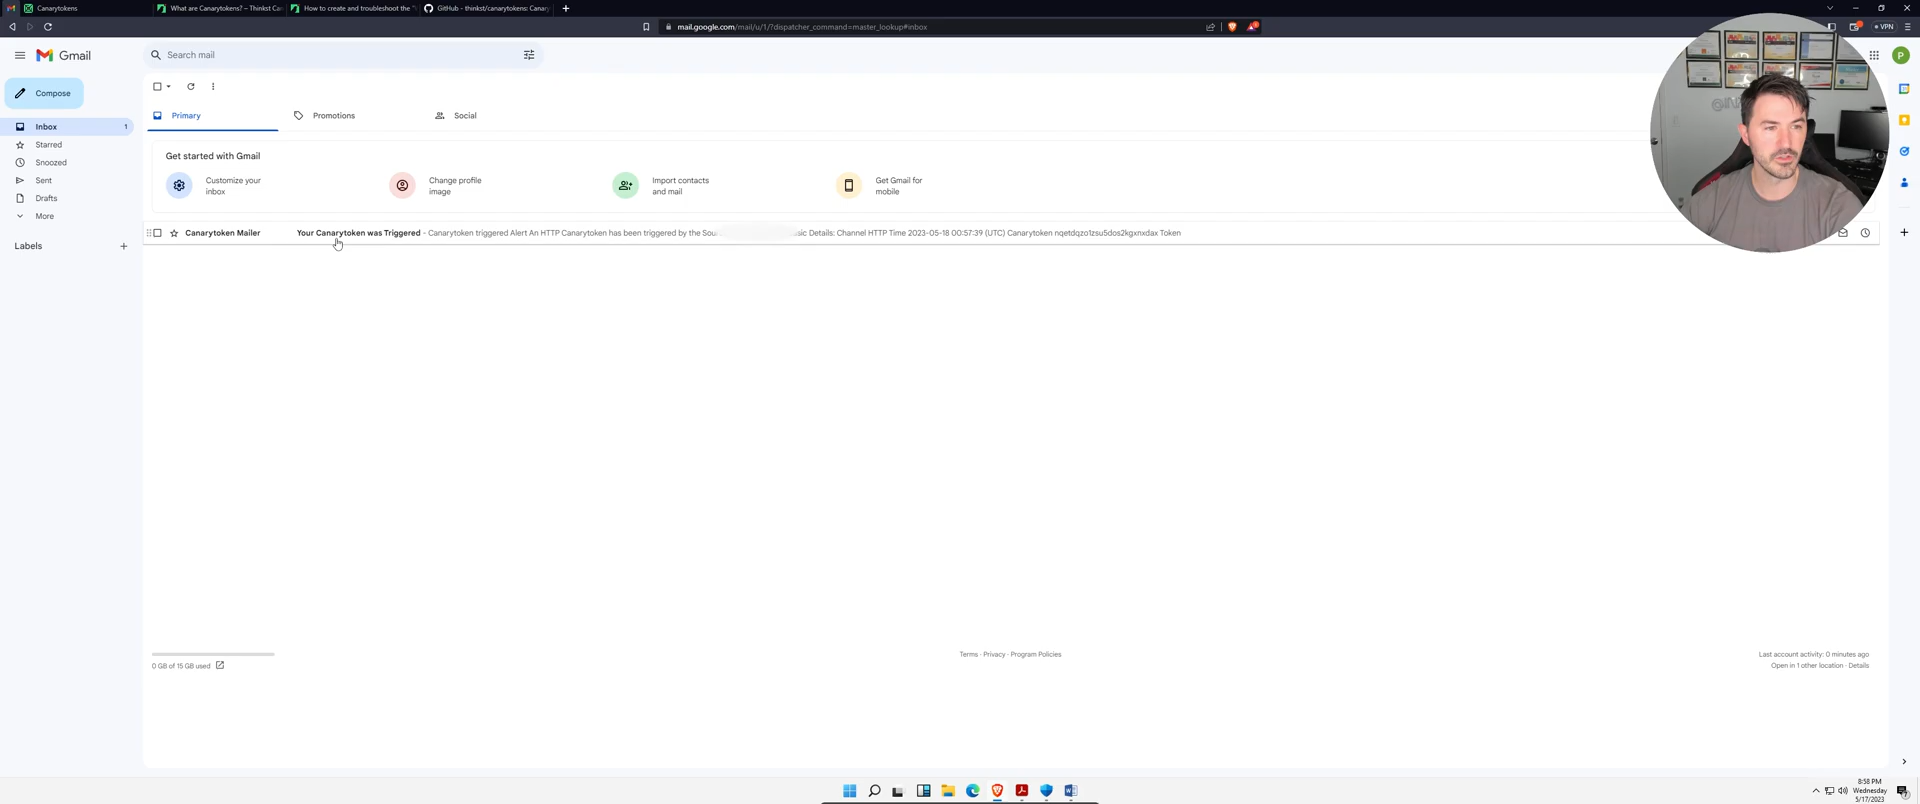 Canarytokens
What are Canarytokens? – Thinkst Can
How to create and troubleshoot the "
GitHub - thinkst/canarytokens: Canary
mail.google.com/mail/u/1/?dispatcher_command=master_lookup#inbox
VPN
Gmail
Search mail
P
Compose
Inbox 1
Starred
Snoozed
Sent
Drafts
More
Labels
Primary
Promotions
Social
Get started with Gmail
Customize your
inbox
Change profile
image
Import contacts
and mail
Get Gmail for
mobile
Canarytoken Mailer Your Canarytoken was Triggered - Canarytoken triggered Alert An HTTP Canarytoken has been triggered by the Sour sic Details: Channel HTTP Time 2023-05-18 00:57:39 (UTC) Canarytoken nqetdqzo1zsu5dos2kgxnxdax Token
0 GB of 15 GB used
Terms · Privacy · Program Policies
Last account activity: 0 minutes ago
Open in 1 other location · Details
8:58 PM
Wednesday
5/17/2023